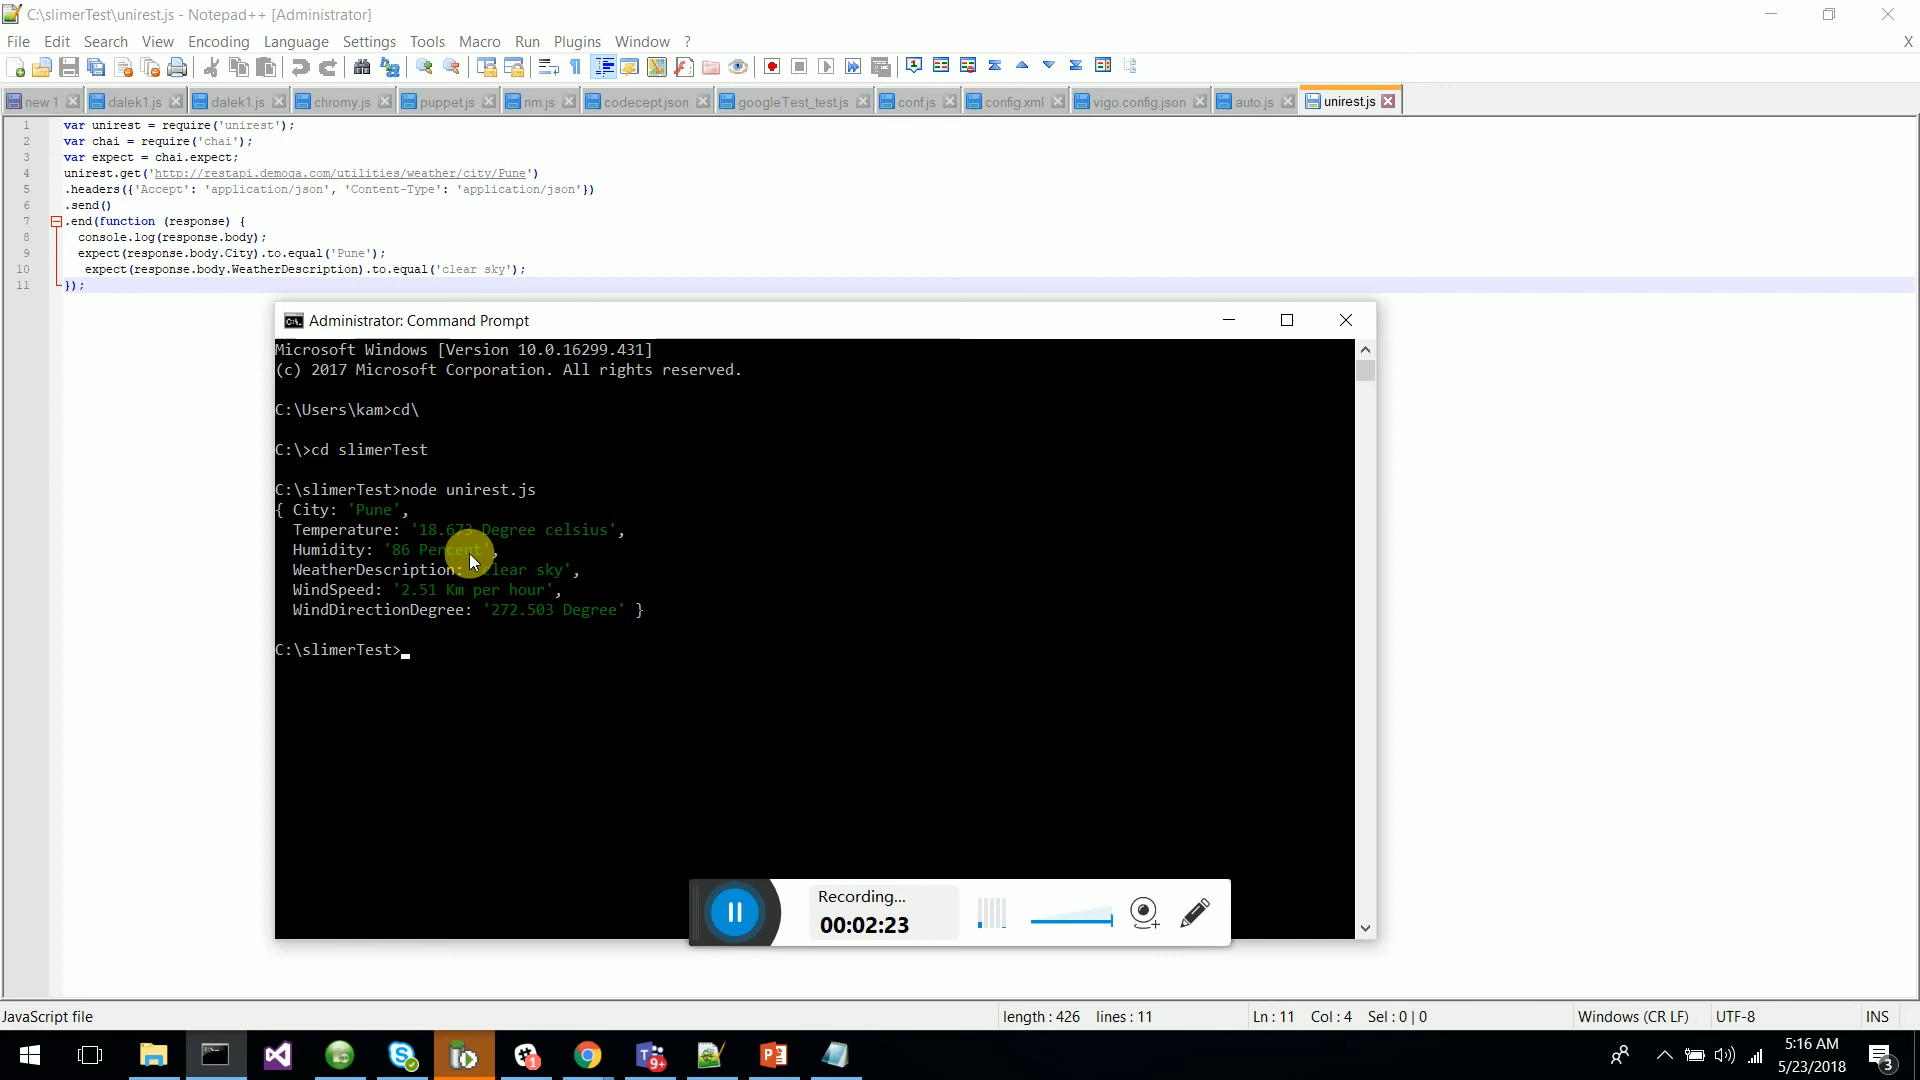 C:\slimerTest\unirest.js - Notepad++ [Administrator]
File Edit Search View Encoding Language Settings Tools Macro Run Plugins Window ? X
new 1 dalek1.js dalek1.js chromy.js puppet.js nm.js codecept.json googleTest_test.js conf.js config.xml vigo.config.json auto.js unirest.js
1 var unirest = require('unirest');
2 var chai = require('chai');
3 var expect = chai.expect;
4 unirest.get('http://restapi.demoqa.com/utilities/weather/city/Pune')
5 .headers({'Accept': 'application/json', 'Content-Type': 'application/json'})
6 .send()
7 .end(function (response) {
8 console.log(response.body);
9 expect(response.body.City).to.equal('Pune');
10 expect(response.body.WeatherDescription).to.equal('clear sky');
11 });
Administrator: Command Prompt
Microsoft Windows [Version 10.0.16299.431]
(c) 2017 Microsoft Corporation. All rights reserved.
C:\Users\kam>cd\
C:\>cd slimerTest
C:\slimerTest>node unirest.js
{ City: 'Pune',
Temperature: '18.673 Degree celsius',
Humidity: '86 Percent',
WeatherDescription: 'clear sky',
WindSpeed: '2.51 Km per hour',
WindDirectionDegree: '272.503 Degree' }
C:\slimerTest>
Recording...
00:02:23
JavaScript file length : 426 lines : 11 Ln : 11 Col : 4 Sel : 0 | 0 Windows (CR LF) UTF-8 INS
5:16 AM
5/23/2018
1
9+
3